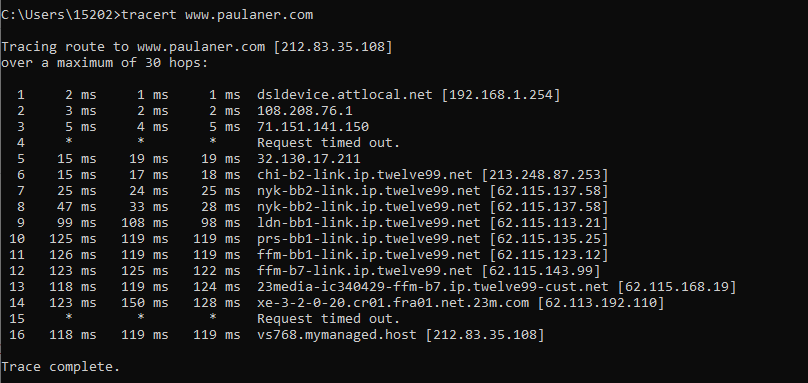 C:\Users\15202>tracert www.paulaner.com
Tracing route to www.paulaner.com [212.83.35.108]
over a maximum of 30 hops:
1 2 ms 1 ms 1 ms dsldevice.attlocal.net [192.168.1.254]
2 3 ms 2 ms 2 ms 108.208.76.1
3 5 ms 4 ms 5 ms 71.151.141.150
4 * * * Request timed out.
5 15 ms 19 ms 19 ms 32.130.17.211
6 15 ms 17 ms 18 ms chi-b2-link.ip.twelve99.net [213.248.87.253]
7 25 ms 24 ms 25 ms nyk-bb2-link.ip.twelve99.net [62.115.137.58]
8 47 ms 33 ms 28 ms nyk-bb2-link.ip.twelve99.net [62.115.137.58]
9 99 ms 108 ms 98 ms ldn-bb1-link.ip.twelve99.net [62.115.113.21]
10 125 ms 119 ms 119 ms prs-bb1-link.ip.twelve99.net [62.115.135.25]
11 126 ms 119 ms 119 ms ffm-bb1-link.ip.twelve99.net [62.115.123.12]
12 123 ms 125 ms 122 ms ffm-b7-link.ip.twelve99.net [62.115.143.99]
13 118 ms 119 ms 124 ms 23media-ic340429-ffm-b7.ip.twelve99-cust.net [62.115.168.19]
14 123 ms 150 ms 128 ms xe-3-2-0-20.cr01.fra01.net.23m.com [62.113.192.110]
15 * * * Request timed out.
16 118 ms 119 ms 119 ms vs768.mymanaged.host [212.83.35.108]
Trace complete.